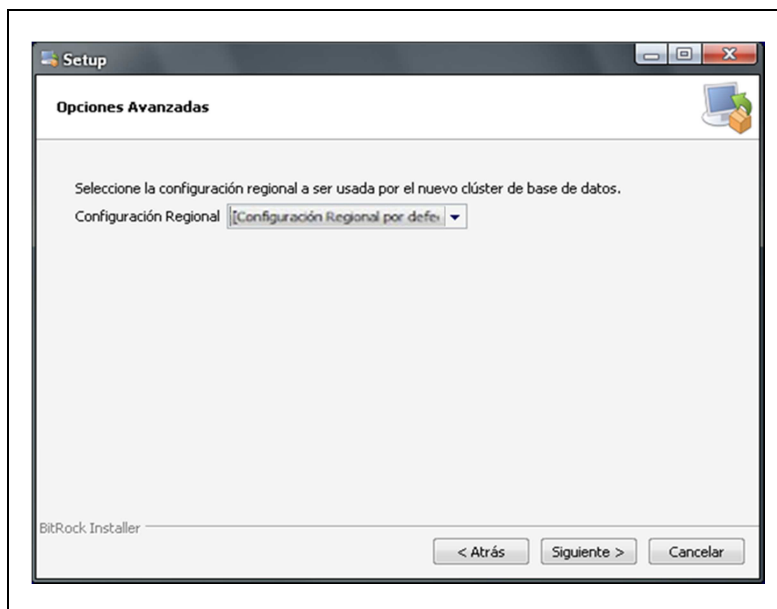 Setup
Opciones Avanzadas
Seleccione la configuración regional a ser usada por el nuevo clúster de base de datos.
Configuración Regional [Configuración Regional por defe
BitRock Installer
< Atrás Siguiente > Cancelar